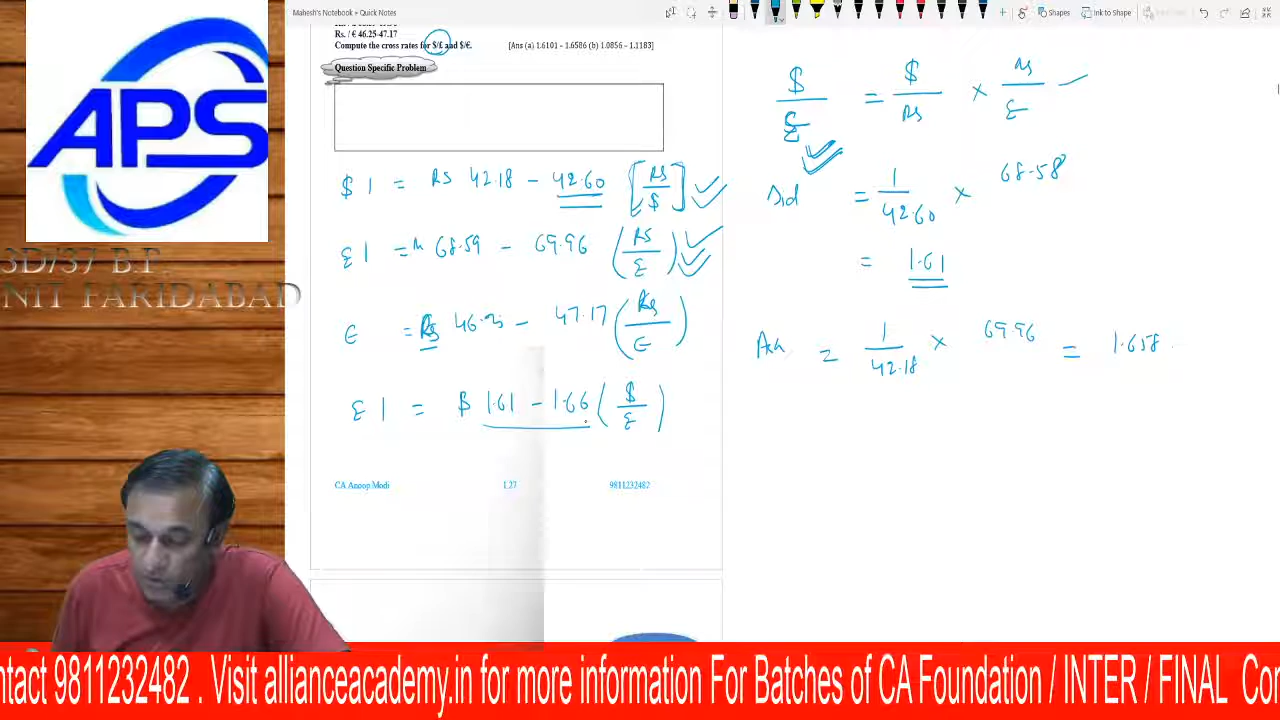 Mahesh's Notebook » Quick Notes
Shapes
Ink to Shape
APS
3D/37 B.P.
NIT FARIDABAD
Rs. / € 46.25-47.17
Compute the cross rates for $/£ and $/€. [Ans (a) 1.6101 – 1.6586 (b) 1.0856 – 1.1183]
Question Specific Problem
$ 1 = RS 42.18 - 42.60 [RS/$]
£ 1 = 68.59 - 69.96 (RS/£)
€ = Rs 46.25 - 47.17 (Rs/€)
£ 1 = $ 1.61 - 1.66 ($/£)
CA Anoop Modi 1.27 9811232482
$/£ = $/RS × RS/£
Bid = 1/42.60 × 68.58
= 1.61
Ask = 1/42.18 × 69.96 = 1.658
ntact 9811232482 . Visit allianceacademy.in for more information For Batches of CA Foundation / INTER / FINAL Con